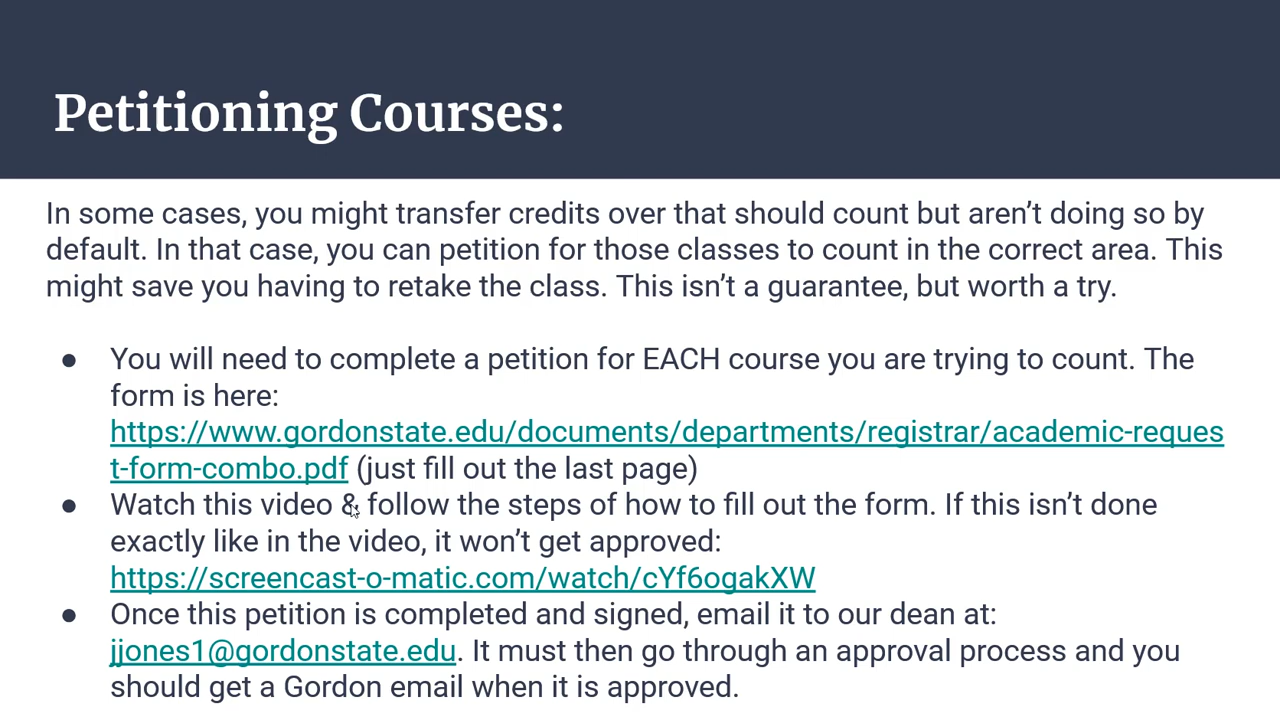 Petitioning Courses:
In some cases, you might transfer credits over that should count but aren’t doing so by
default. In that case, you can petition for those classes to count in the correct area. This
might save you having to retake the class. This isn’t a guarantee, but worth a try.
● You will need to complete a petition for EACH course you are trying to count. The
form is here:
https://www.gordonstate.edu/documents/departments/registrar/academic-reques
t-form-combo.pdf (just fill out the last page)
● Watch this video & follow the steps of how to fill out the form. If this isn’t done
exactly like in the video, it won’t get approved:
https://screencast-o-matic.com/watch/cYf6ogakXW
● Once this petition is completed and signed, email it to our dean at:
jjones1@gordonstate.edu. It must then go through an approval process and you
should get a Gordon email when it is approved.